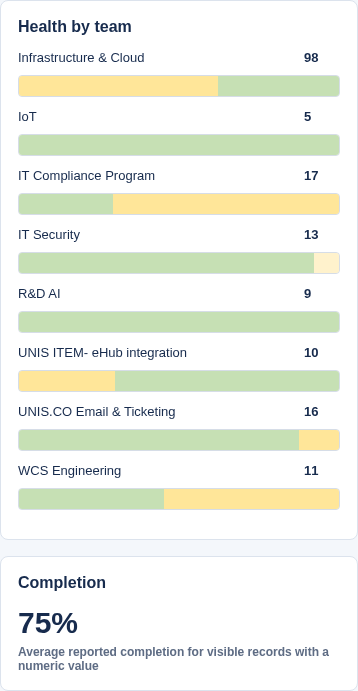 Health by team
Infrastructure & Cloud 98
IoT 5
IT Compliance Program 17
IT Security 13
R&D AI 9
UNIS ITEM- eHub integration 10
UNIS.CO Email & Ticketing 16
WCS Engineering 11
Completion
75%
Average reported completion for visible records with a
numeric value